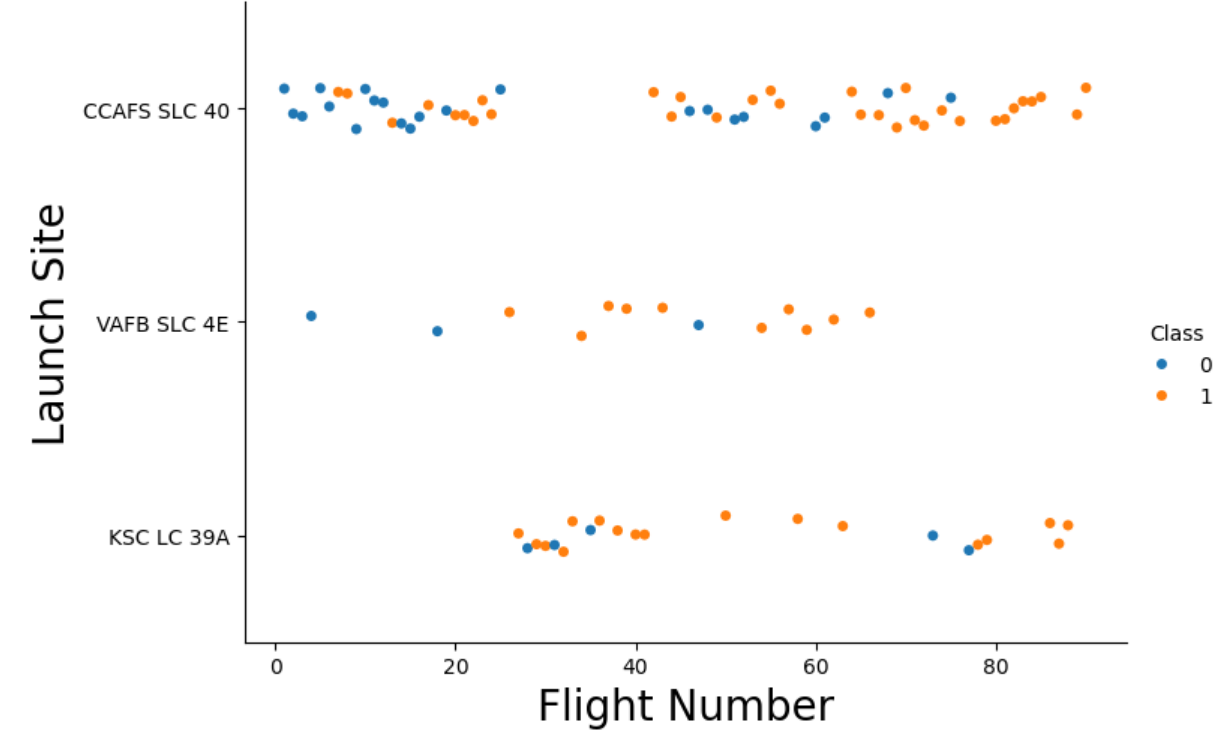 CCAFS SLC 40
VAFB SLC 4E
KSC LC 39A
Launch Site
0 20 40 60 80
Flight Number
Class
0
1